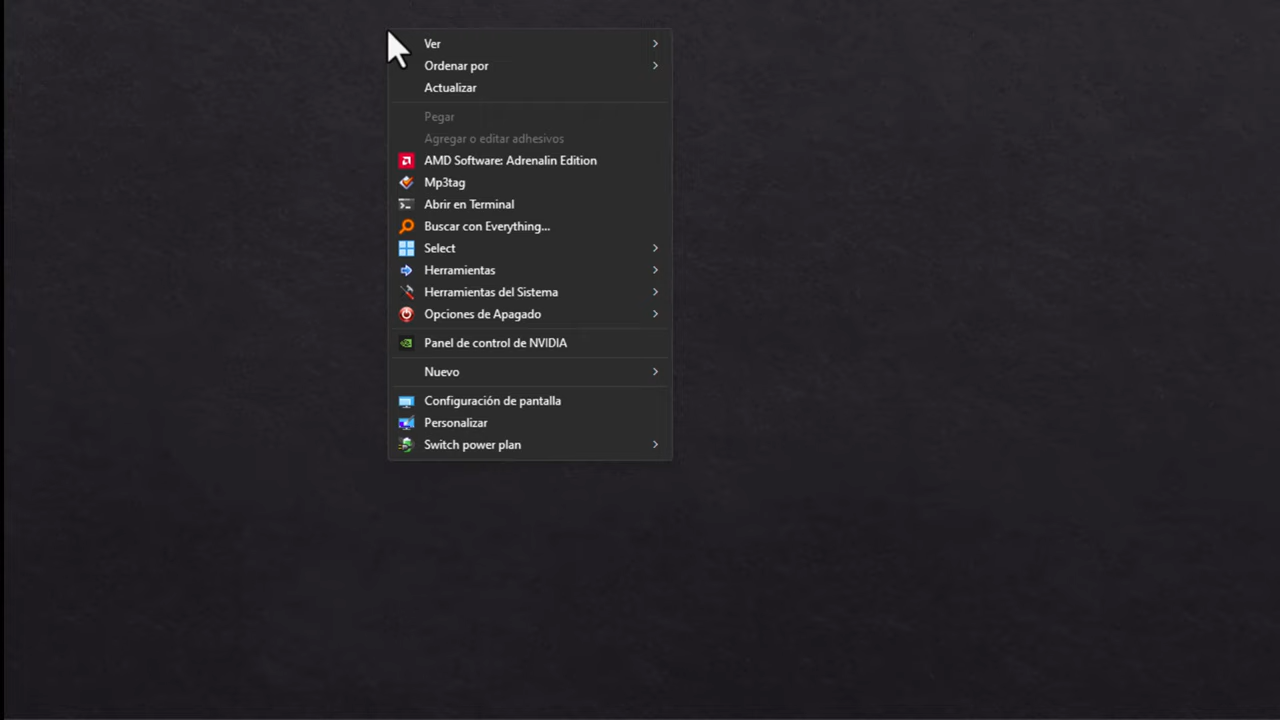 Ver
Ordenar por
Actualizar
Pegar
Agregar o editar adhesivos
AMD Software: Adrenalin Edition
Mp3tag
Abrir en Terminal
Buscar con Everything...
Select
Herramientas
Herramientas del Sistema
Opciones de Apagado
Panel de control de NVIDIA
Nuevo
Configuración de pantalla
Personalizar
Switch power plan